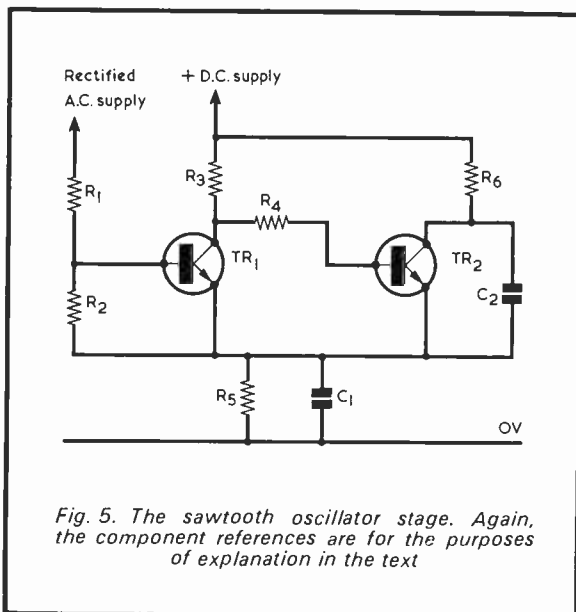 Rectified
A.C. supply
+ D.C. supply
R1
R3
R4
R6
TR1
TR2
R2
C2
R5
C1
OV
Fig. 5. The sawtooth oscillator stage. Again,
the component references are for the purposes
of explanation in the text